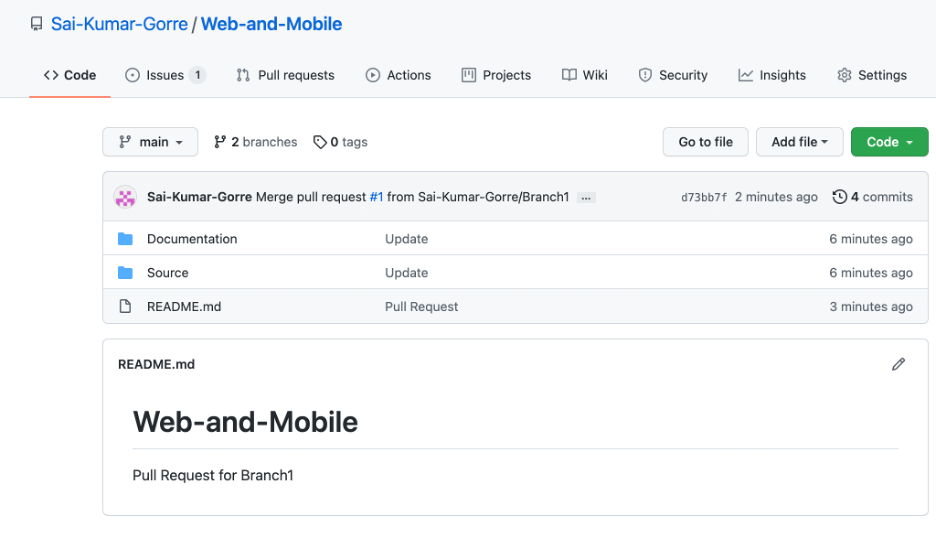 Sai-Kumar-Gorre / Web-and-Mobile
Code Issues 1 Pull requests Actions Projects Wiki Security Insights Settings
main 2 branches 0 tags Go to file Add file Code
Sai-Kumar-Gorre Merge pull request #1 from Sai-Kumar-Gorre/Branch1 ... d73bb7f 2 minutes ago 4 commits
Documentation Update 6 minutes ago
Source Update 6 minutes ago
README.md Pull Request 3 minutes ago
README.md
Web-and-Mobile
Pull Request for Branch1